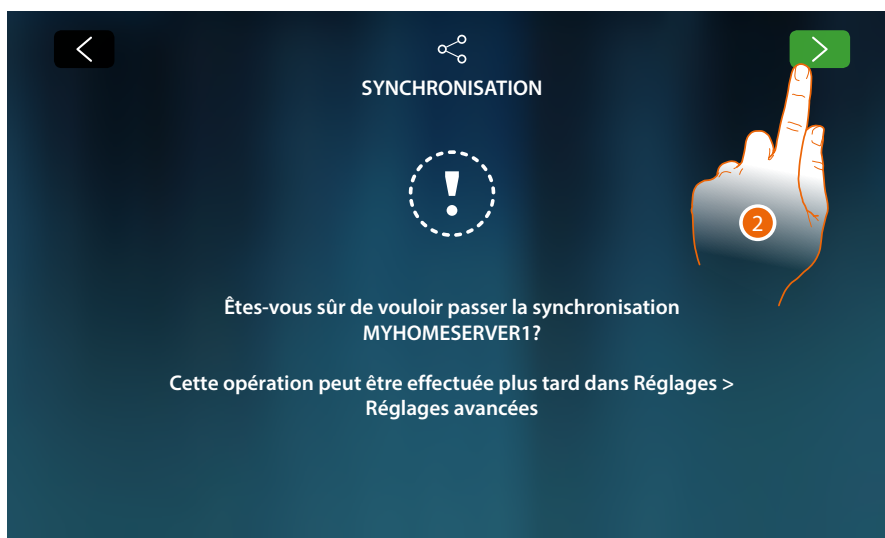 SYNCHRONISATION
2
Êtes-vous sûr de vouloir passer la synchronisation
MYHOMESERVER1?
Cette opération peut être effectuée plus tard dans Réglages >
Réglages avancées